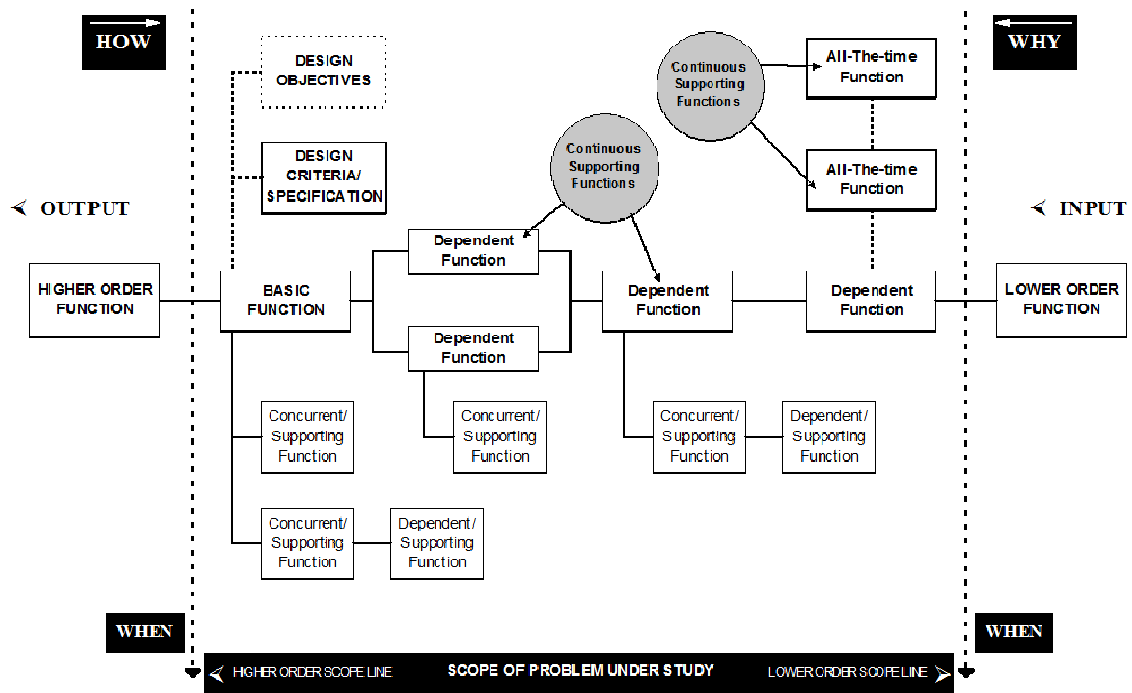 HOW
DESIGN
OBJECTIVES
Continuous
Supporting
Functions
All-The-time
Function
WHY
DESIGN
CRITERIA/
SPECIFICATION
Continuous
Supporting
Functions
All-The-time
Function
OUTPUT
INPUT
Dependent
Function
HIGHER ORDER
FUNCTION
BASIC
FUNCTION
Dependent
Function
Dependent
Function
LOWER ORDER
FUNCTION
Dependent
Function
Concurrent/
Supporting
Function
Concurrent/
Supporting
Function
Concurrent/
Supporting
Function
Dependent/
Supporting
Function
Concurrent/
Supporting
Function
Dependent/
Supporting
Function
WHEN
WHEN
HIGHER ORDER SCOPE LINE
SCOPE OF PROBLEM UNDER STUDY
LOWER ORDER SCOPE LINE